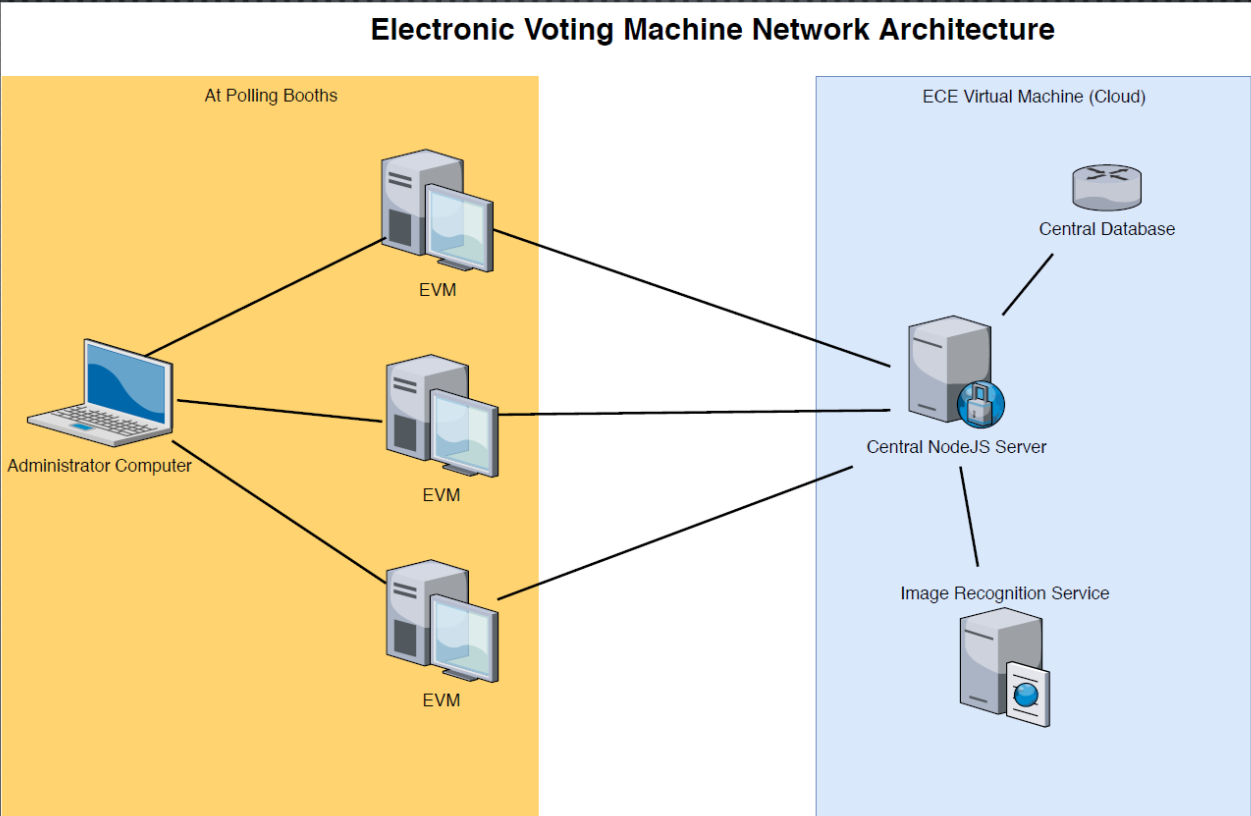 Electronic Voting Machine Network Architecture
At Polling Booths
EVM
Administrator Computer
EVM
EVM
ECE Virtual Machine (Cloud)
Central Database
Central NodeJS Server
Image Recognition Service